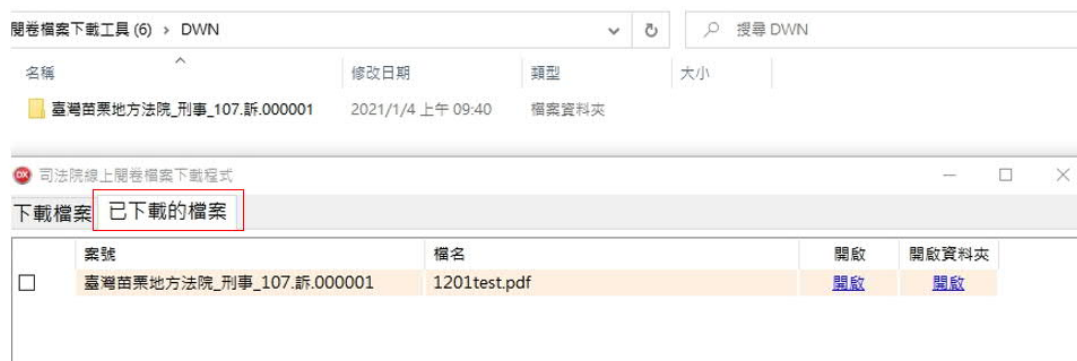 閱卷檔案下載工具 (6) › DWN
搜尋 DWN
名稱 修改日期 類型 大小
臺灣苗栗地方法院_刑事_107.訴.000001 2021/1/4 上午 09:40 檔案資料夾
司法院線上閱卷檔案下載程式
下載檔案 已下載的檔案
案號 檔名 開啟 開啟資料夾
臺灣苗栗地方法院_刑事_107.訴.000001 1201test.pdf 開啟 開啟